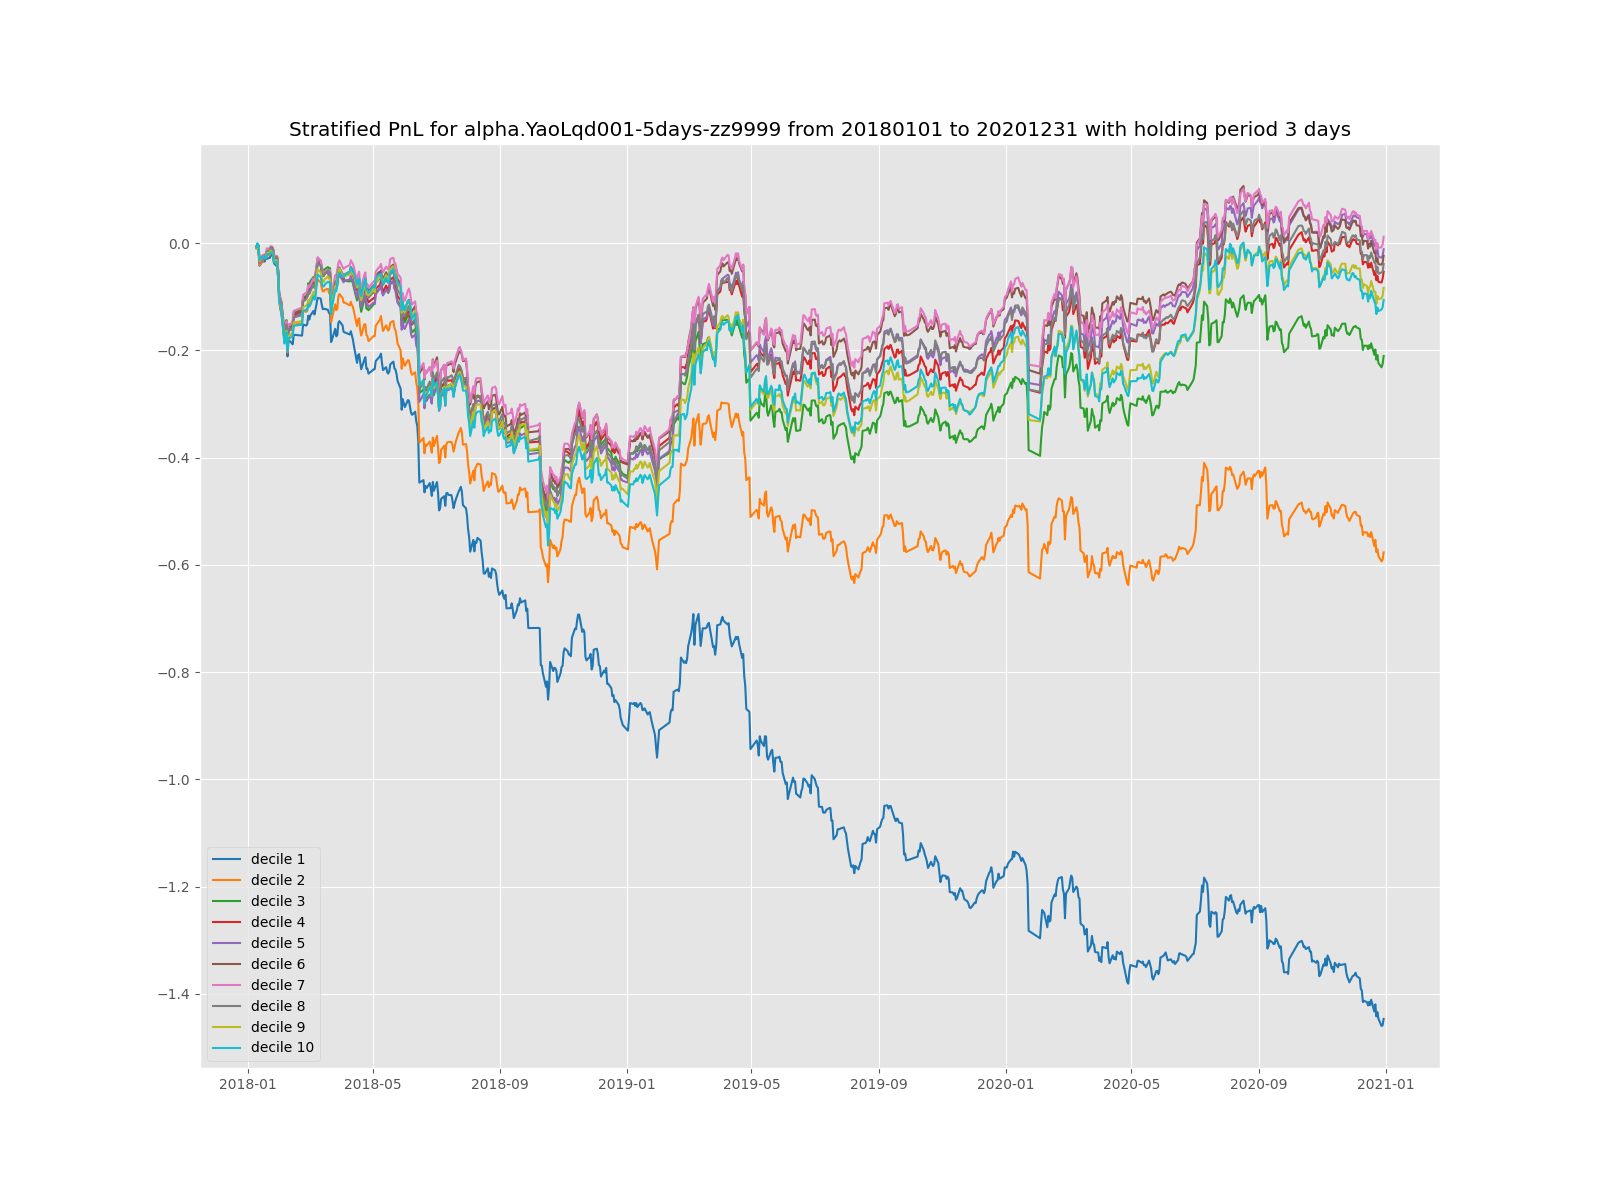 Stratified PnL for alpha.YaoLqd001-5days-zz9999 from 20180101 to 20201231 with holding period 3 days
0.0
−0.2
−0.4
−0.6
−0.8
−1.0
−1.2
−1.4
decile 1
decile 2
decile 3
decile 4
decile 5
decile 6
decile 7
decile 8
decile 9
decile 10
2018-01 2018-05 2018-09 2019-01 2019-05 2019-09 2020-01 2020-05 2020-09 2021-01